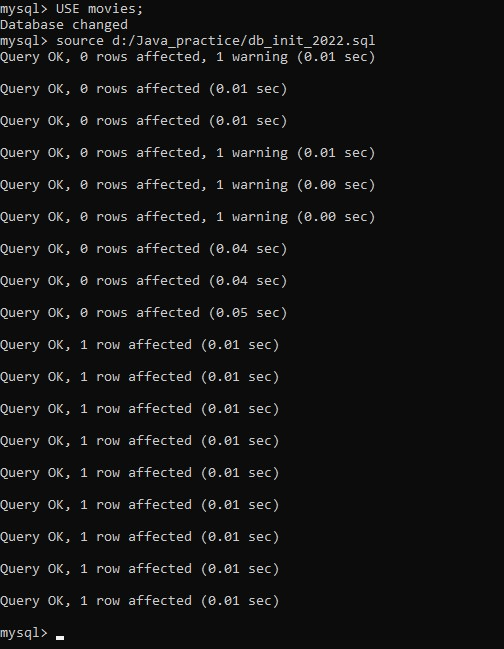 mysql> USE movies;
Database changed
mysql> source d:/Java_practice/db_init_2022.sql
Query OK, 0 rows affected, 1 warning (0.01 sec)
Query OK, 0 rows affected (0.01 sec)
Query OK, 0 rows affected (0.01 sec)
Query OK, 0 rows affected, 1 warning (0.01 sec)
Query OK, 0 rows affected, 1 warning (0.00 sec)
Query OK, 0 rows affected, 1 warning (0.00 sec)
Query OK, 0 rows affected (0.04 sec)
Query OK, 0 rows affected (0.04 sec)
Query OK, 0 rows affected (0.05 sec)
Query OK, 1 row affected (0.01 sec)
Query OK, 1 row affected (0.01 sec)
Query OK, 1 row affected (0.01 sec)
Query OK, 1 row affected (0.01 sec)
Query OK, 1 row affected (0.01 sec)
Query OK, 1 row affected (0.01 sec)
Query OK, 1 row affected (0.01 sec)
Query OK, 1 row affected (0.01 sec)
Query OK, 1 row affected (0.01 sec)
mysql>